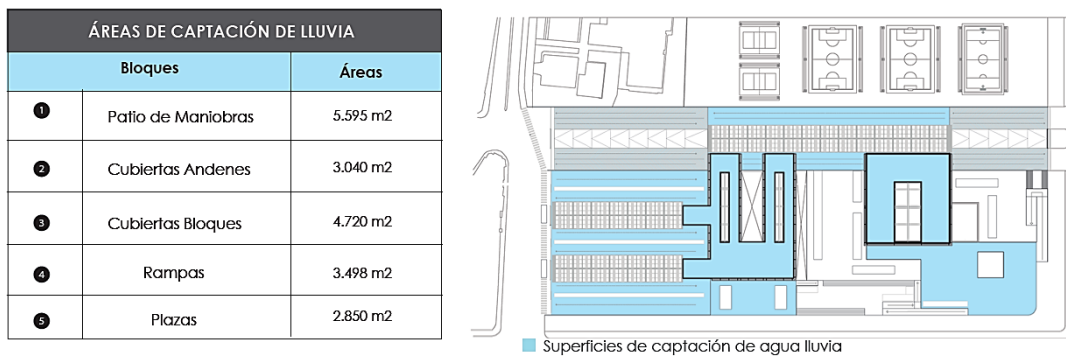 ÁREAS DE CAPTACIÓN DE LLUVIA
Bloques Áreas
1 Patio de Maniobras 5.595 m2
2 Cubiertas Andenes 3.040 m2
3 Cubiertas Bloques 4.720 m2
4 Rampas 3.498 m2
5 Plazas 2.850 m2
Superficies de captación de agua lluvia